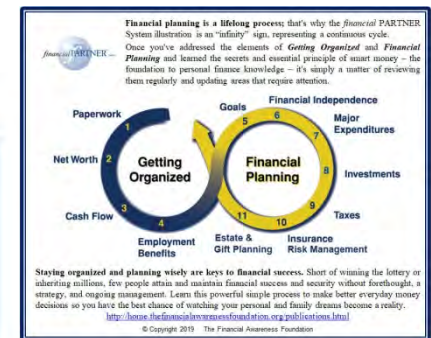 Financial planning is a lifelong process; that's why the financial PARTNER
System illustration is an "infinity" sign, representing a continuous cycle.
financialPARTNER
Once you've addressed the elements of Getting Organized and Financial
Planning and learned the secrets and essential principle of smart money – the
foundation to personal finance knowledge – it's simply a matter of reviewing
them regularly and updating areas that require attention.
Paperwork
1
Net Worth 2
Cash Flow 3
4
Employment
Benefits
Getting
Organized
Goals
5
Financial Independence
6
Major
Expenditures
7
Investments
8
Taxes
9
Insurance
Risk Management
10
Estate &
Gift Planning
11
Financial
Planning
Staying organized and planning wisely are keys to financial success. Short of winning the lottery or
inheriting millions, few people attain and maintain financial success and security without forethought, a
strategy, and ongoing management. Learn this powerful simple process to make better everyday money
decisions so you have the best chance of watching your personal and family dreams become a reality.
http://home.thefinancialawarenessfoundation.org/publications.html
© Copyright 2019 The Financial Awareness Foundation